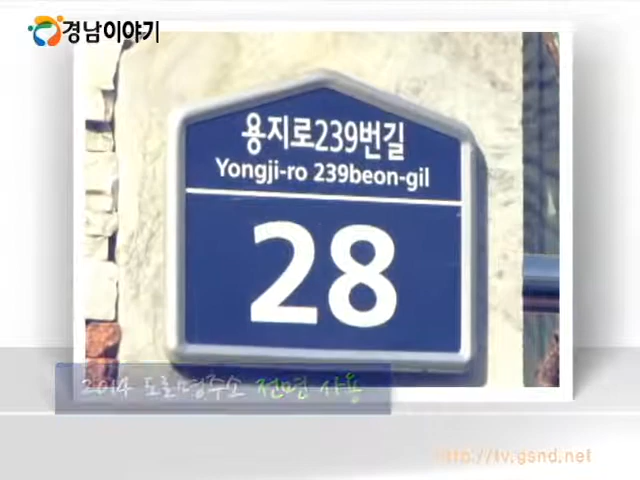 경남이야기
용지로239번길
Yongji-ro 239beon-gil
28
2014 도로명주소 전면 사용
http://tv.gsnd.net